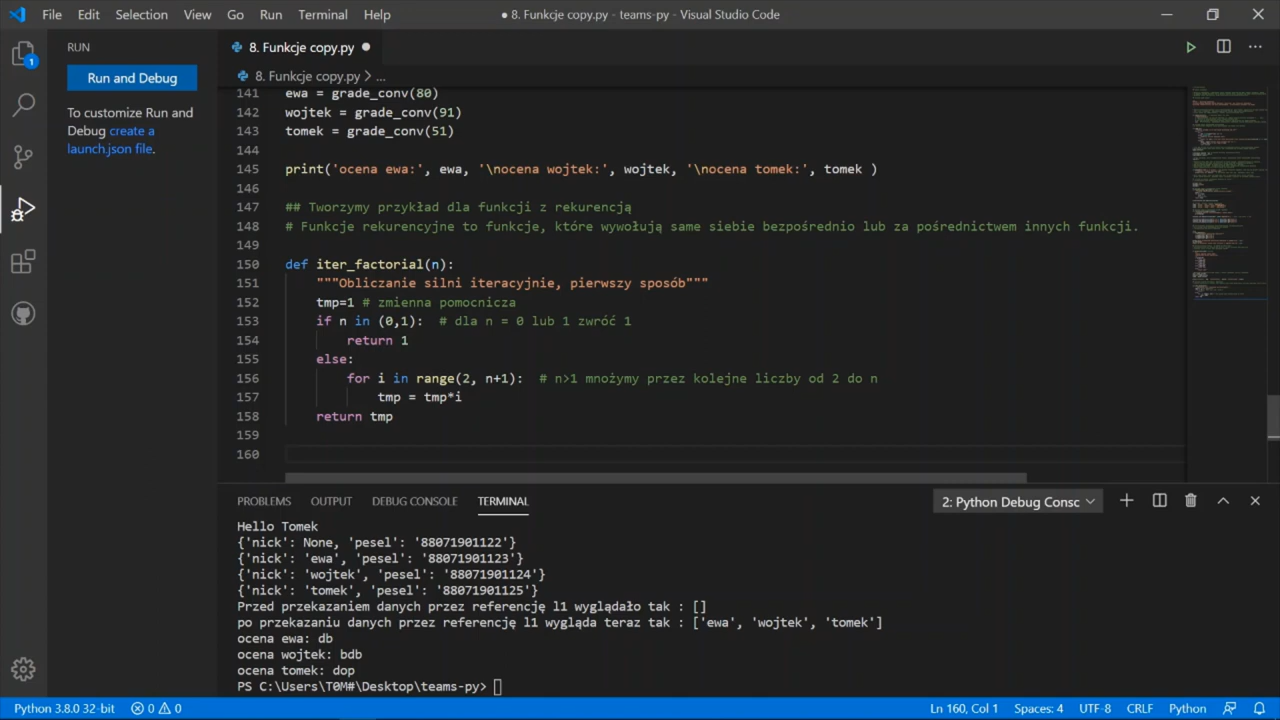 File Edit Selection View Go Run Terminal Help
● 8. Funkcje copy.py - teams-py - Visual Studio Code
RUN
8. Funkcje copy.py
Run and Debug
8. Funkcje copy.py > ...
To customize Run and
Debug create a
launch.json file.
1
141 ewa = grade_conv(80)
142 wojtek = grade_conv(91)
143 tomek = grade_conv(51)
144
145 print('ocena ewa:', ewa, '\nocena wojtek:', wojtek, '\nocena tomek:', tomek )
146
147 ## Tworzymy przykład dla funkcji z rekurencją
148 # Funkcje rekurencyjne to funkcje, które wywołują same siebie bezpośrednio lub za pośrednictwem innych funkcji.
149
150 def iter_factorial(n):
151 """Obliczanie silni iteracyjnie, pierwszy sposób"""
152 tmp=1 # zmienna pomocnicza
153 if n in (0,1): # dla n = 0 lub 1 zwróć 1
154 return 1
155 else:
156 for i in range(2, n+1): # n>1 mnożymy przez kolejne liczby od 2 do n
157 tmp = tmp*i
158 return tmp
159
160
PROBLEMS OUTPUT DEBUG CONSOLE TERMINAL
2: Python Debug Consc
Hello Tomek
{'nick': None, 'pesel': '88071901122'}
{'nick': 'ewa', 'pesel': '88071901123'}
{'nick': 'wojtek', 'pesel': '88071901124'}
{'nick': 'tomek', 'pesel': '88071901125'}
Przed przekazaniem danych przez referencję l1 wyglądało tak : []
po przekazaniu danych przez referencję l1 wygląda teraz tak : ['ewa', 'wojtek', 'tomek']
ocena ewa: db
ocena wojtek: bdb
ocena tomek: dop
PS C:\Users\T0M#\Desktop\teams-py>
Python 3.8.0 32-bit 0 0
Ln 160, Col 1 Spaces: 4 UTF-8 CRLF Python